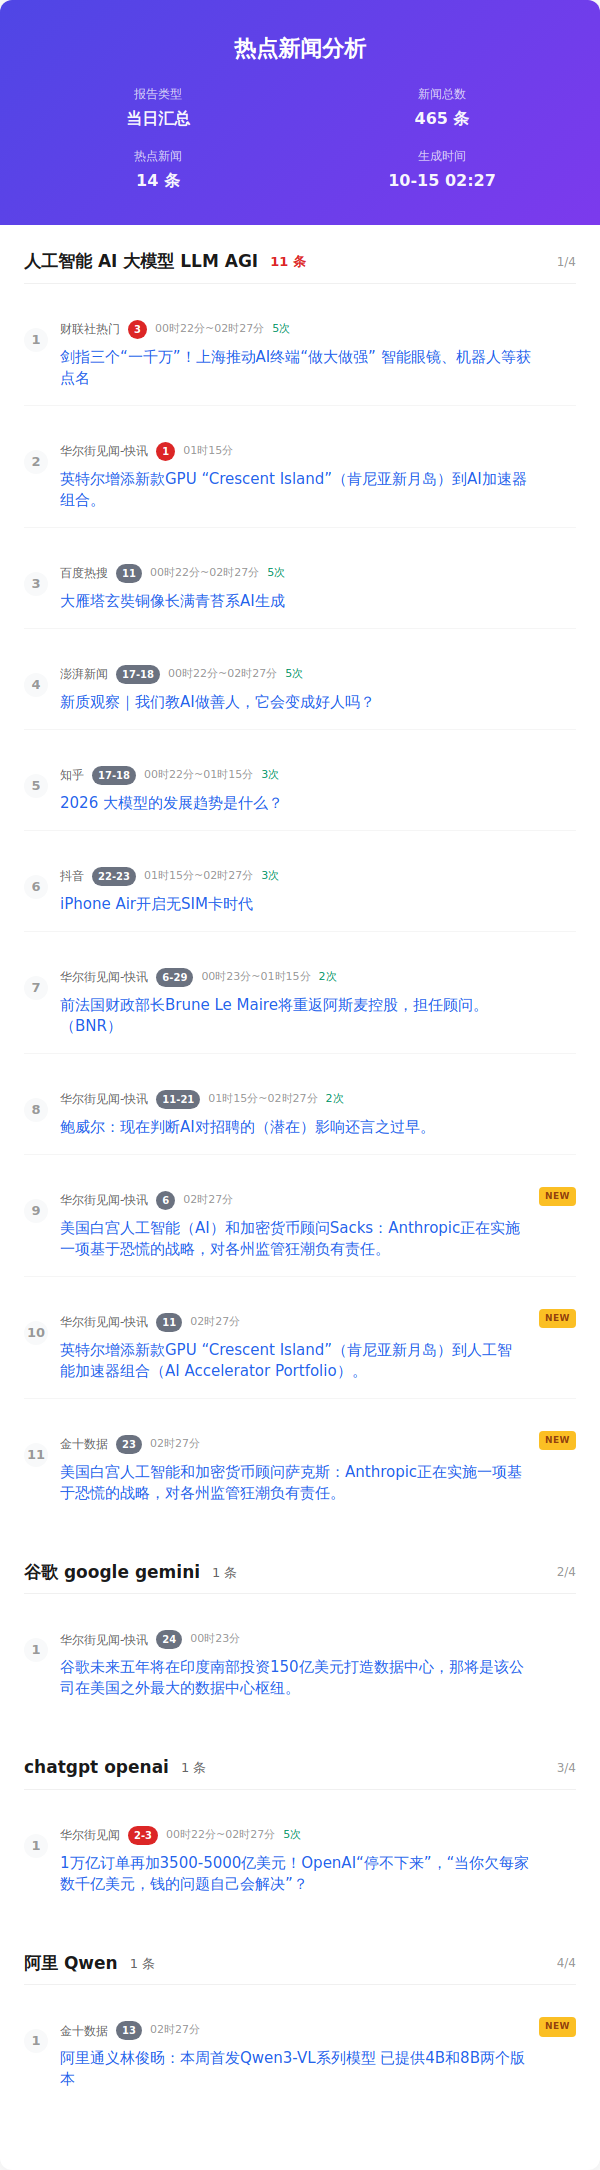 热点新闻分析
报告类型
新闻总数
当日汇总
465 条
热点新闻
生成时间
14 条
10-15 02:27
人工智能 AI 大模型 LLM AGI 11 条 1/4
1 财联社热门 3 00时22分~02时27分 5次
剑指三个“一千万”！上海推动AI终端“做大做强” 智能眼镜、机器人等获
点名
2 华尔街见闻-快讯 1 01时15分
英特尔增添新款GPU “Crescent Island”（肯尼亚新月岛）到AI加速器
组合。
3 百度热搜 11 00时22分~02时27分 5次
大雁塔玄奘铜像长满青苔系AI生成
4 澎湃新闻 17-18 00时22分~02时27分 5次
新质观察｜我们教AI做善人，它会变成好人吗？
5 知乎 17-18 00时22分~01时15分 3次
2026 大模型的发展趋势是什么？
6 抖音 22-23 01时15分~02时27分 3次
iPhone Air开启无SIM卡时代
7 华尔街见闻-快讯 6-29 00时23分~01时15分 2次
前法国财政部长Brune Le Maire将重返阿斯麦控股，担任顾问。
（BNR）
8 华尔街见闻-快讯 11-21 01时15分~02时27分 2次
鲍威尔：现在判断AI对招聘的（潜在）影响还言之过早。
9 华尔街见闻-快讯 6 02时27分 NEW
美国白宫人工智能（AI）和加密货币顾问Sacks：Anthropic正在实施
一项基于恐慌的战略，对各州监管狂潮负有责任。
10 华尔街见闻-快讯 11 02时27分 NEW
英特尔增添新款GPU “Crescent Island”（肯尼亚新月岛）到人工智
能加速器组合（AI Accelerator Portfolio）。
11 金十数据 23 02时27分 NEW
美国白宫人工智能和加密货币顾问萨克斯：Anthropic正在实施一项基
于恐慌的战略，对各州监管狂潮负有责任。
谷歌 google gemini 1 条 2/4
1 华尔街见闻-快讯 24 00时23分
谷歌未来五年将在印度南部投资150亿美元打造数据中心，那将是该公
司在美国之外最大的数据中心枢纽。
chatgpt openai 1 条 3/4
1 华尔街见闻 2-3 00时22分~02时27分 5次
1万亿订单再加3500-5000亿美元！OpenAI“停不下来”，“当你欠每家
数千亿美元，钱的问题自己会解决”？
阿里 Qwen 1 条 4/4
1 金十数据 13 02时27分 NEW
阿里通义林俊旸：本周首发Qwen3-VL系列模型 已提供4B和8B两个版
本